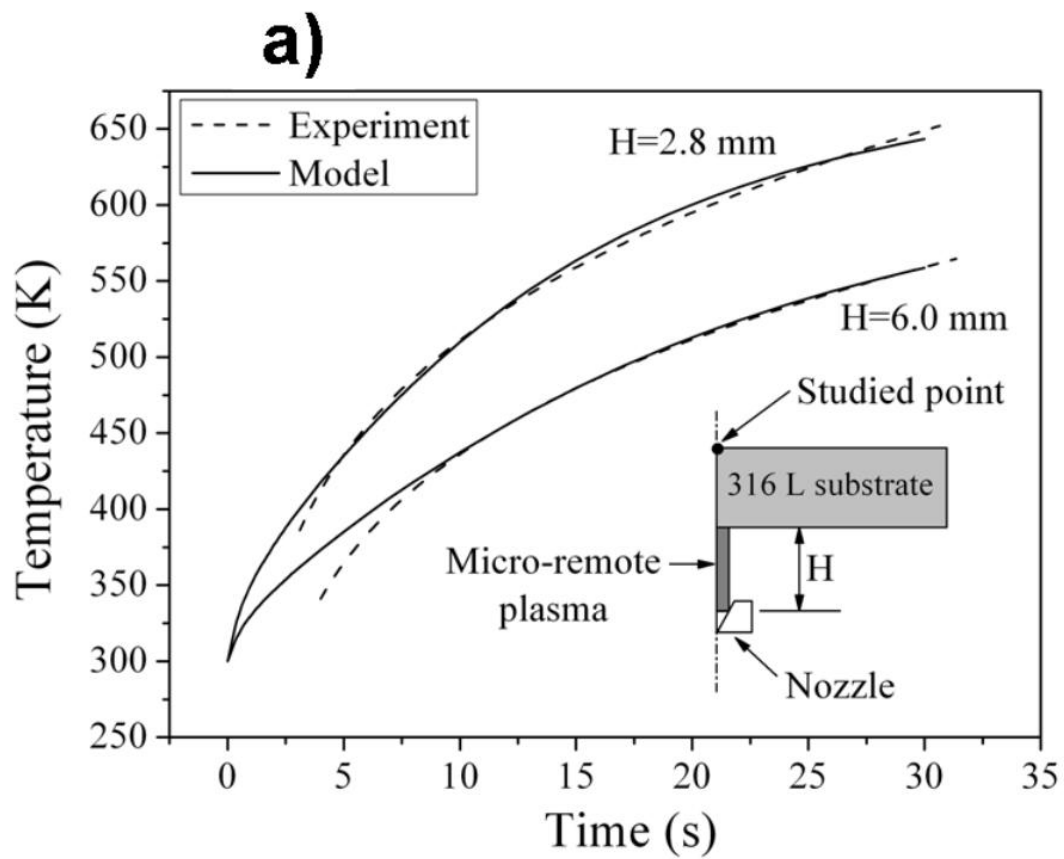 a)
Experiment
Model
H=2.8 mm
H=6.0 mm
Studied point
316 L substrate
Micro-remote
plasma
H
Nozzle
Temperature (K)
650
600
550
500
450
400
350
300
250
0 5 10 15 20 25 30 35
Time (s)